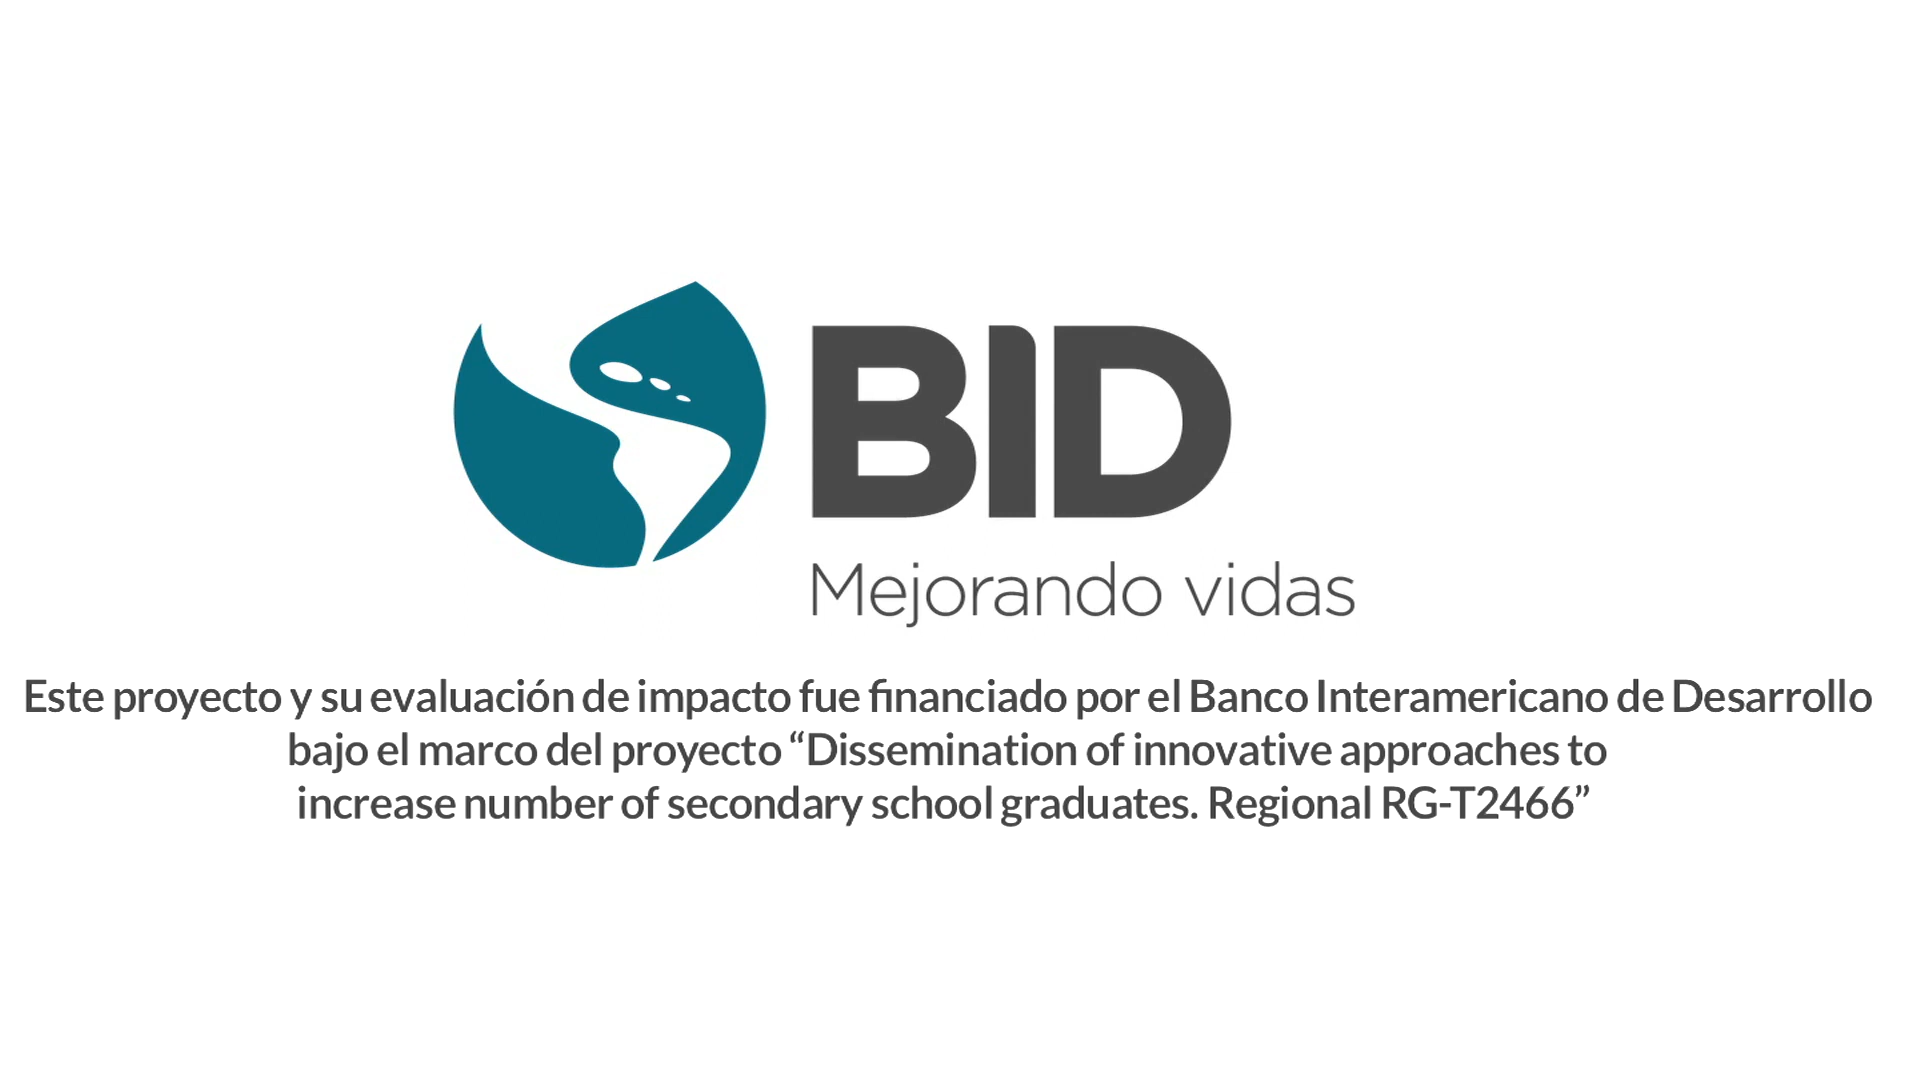 BID
Mejorando vidas
Este proyecto y su evaluación de impacto fue financiado por el Banco Interamericano de Desarrollo
bajo el marco del proyecto “Dissemination of innovative approaches to
increase number of secondary school graduates. Regional RG-T2466”